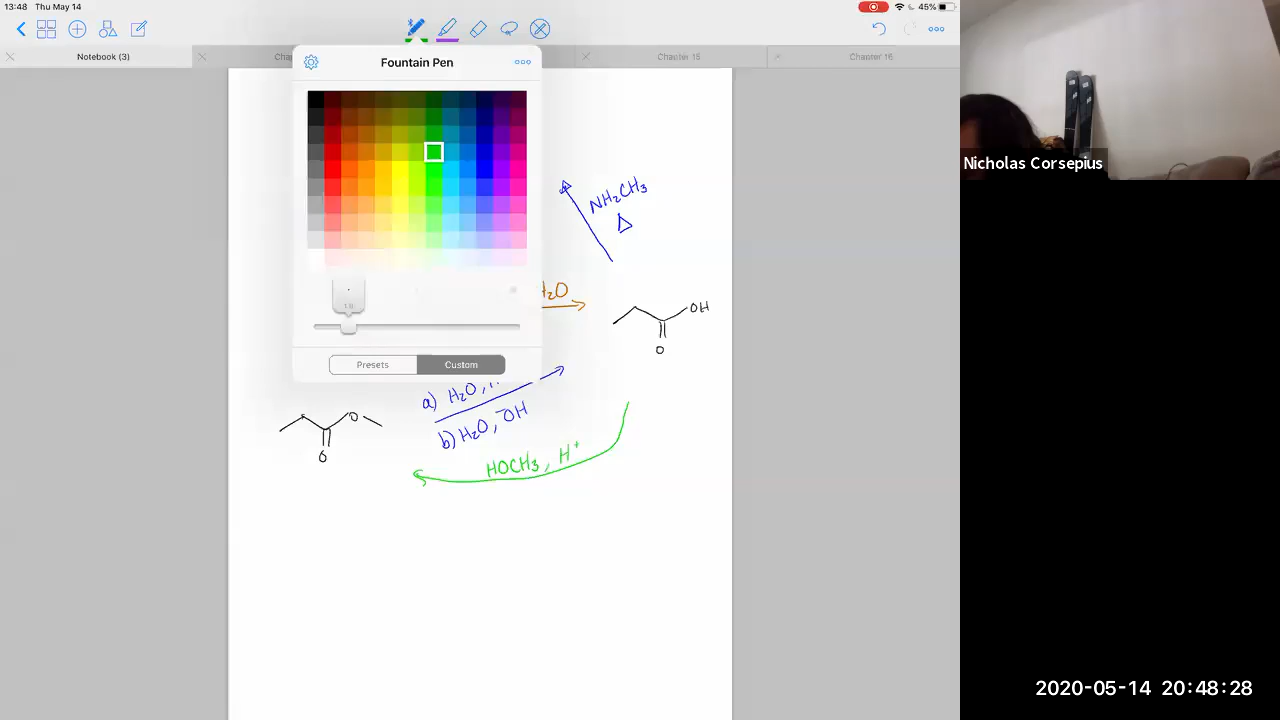 13:48 Thu May 14
45%
Notebook (3)
Chapter 15
Chapter 16
Fountain Pen
Nicholas Corsepius
NH₂CH₃
Δ
H₂O
OH
O
Presets
Custom
a) H₂O,
b) H₂O, ⁻OH
O
O
HOCH₃, H⁺
2020-05-14 20:48:28